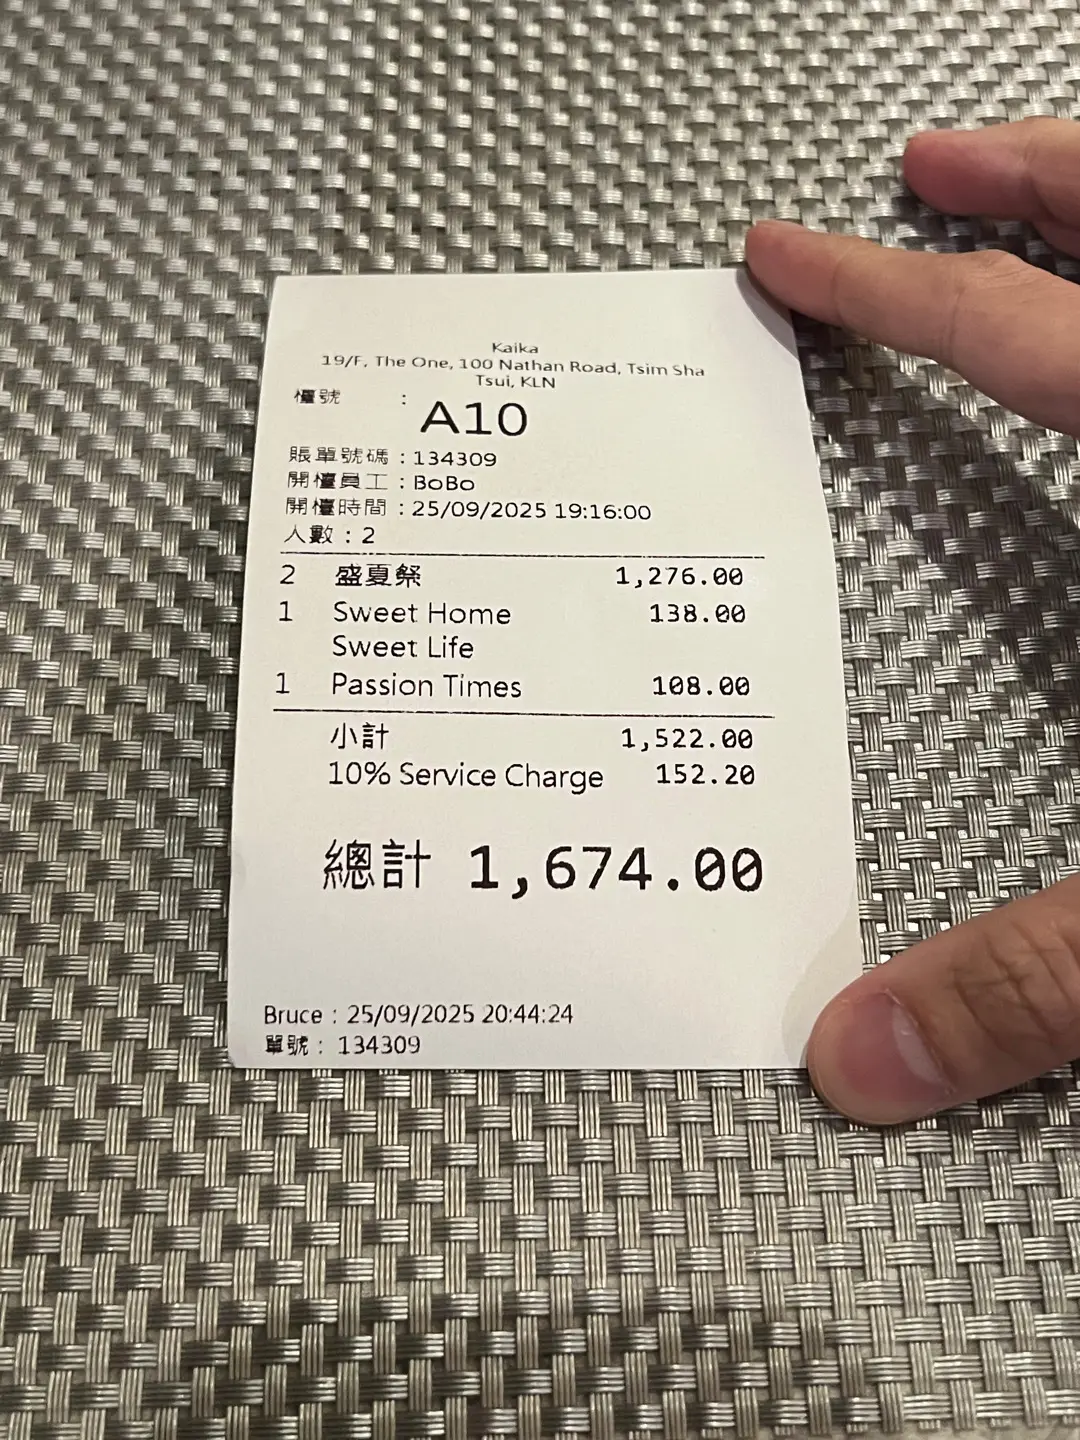 Kaika
19/F, The One, 100 Nathan Road, Tsim Sha
Tsui, KLN
檯號 : A10
賬單號碼 : 134309
開檯員工 : BoBo
開檯時間 : 25/09/2025 19:16:00
人數 : 2
2 盛夏祭 1,276.00
1 Sweet Home 138.00
Sweet Life
1 Passion Times 108.00
小計 1,522.00
10% Service Charge 152.20
總計 1,674.00
Bruce : 25/09/2025 20:44:24
單號 : 134309